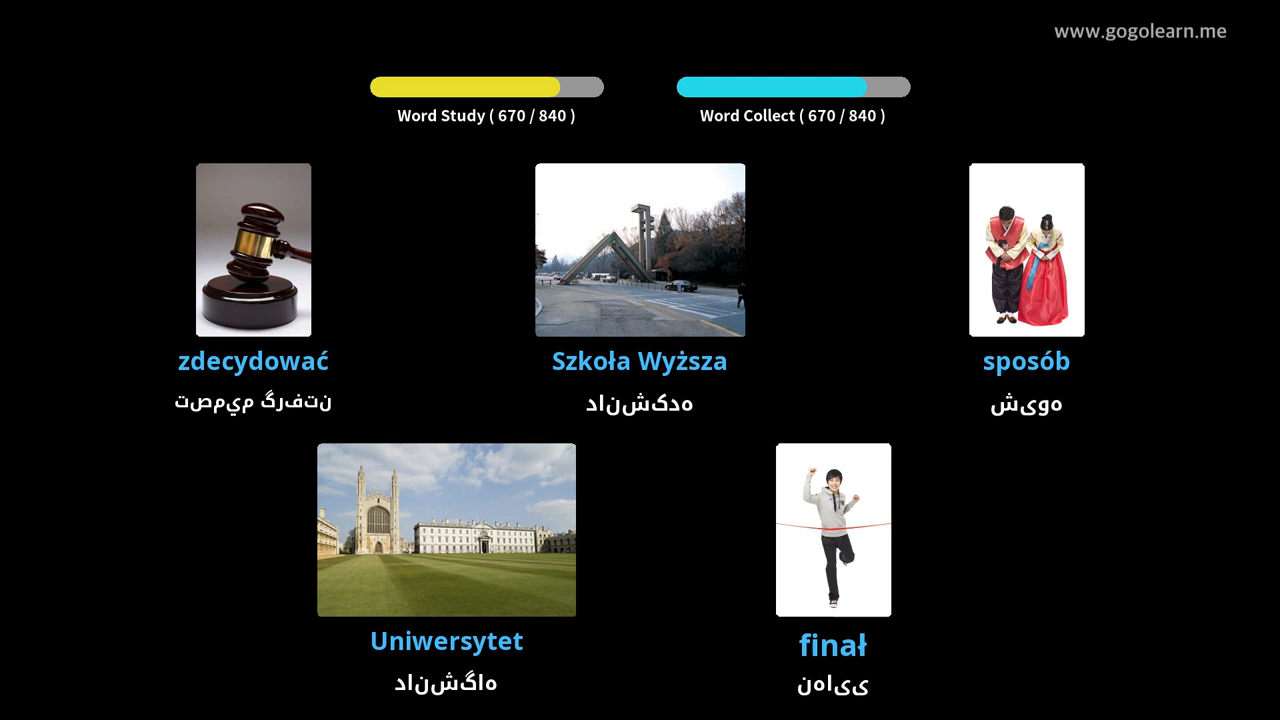 www.gogolearn.me
Word Study ( 670 / 840 )
Word Collect ( 670 / 840 )
zdecydować
تصميم گرفتن
Szkoła Wyższa
دانشکده
sposób
شیوه
Uniwersytet
دانشگاه
finał
نهایی